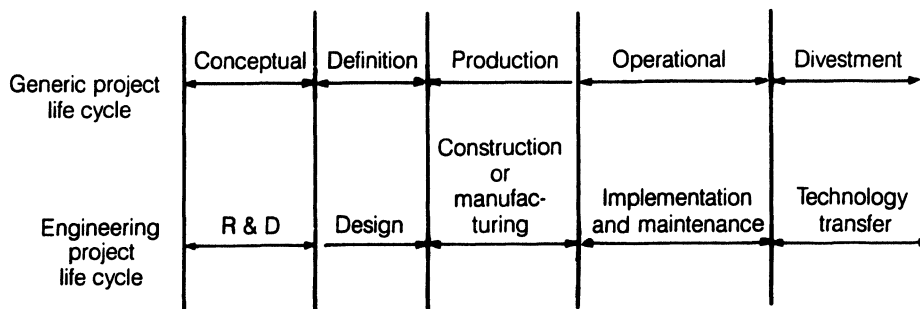 Conceptual
Definition
Production
Operational
Divestment
Generic project
life cycle
Construction
or
manufac-
turing
R & D
Design
Implementation
and maintenance
Technology
transfer
Engineering
project
life cycle